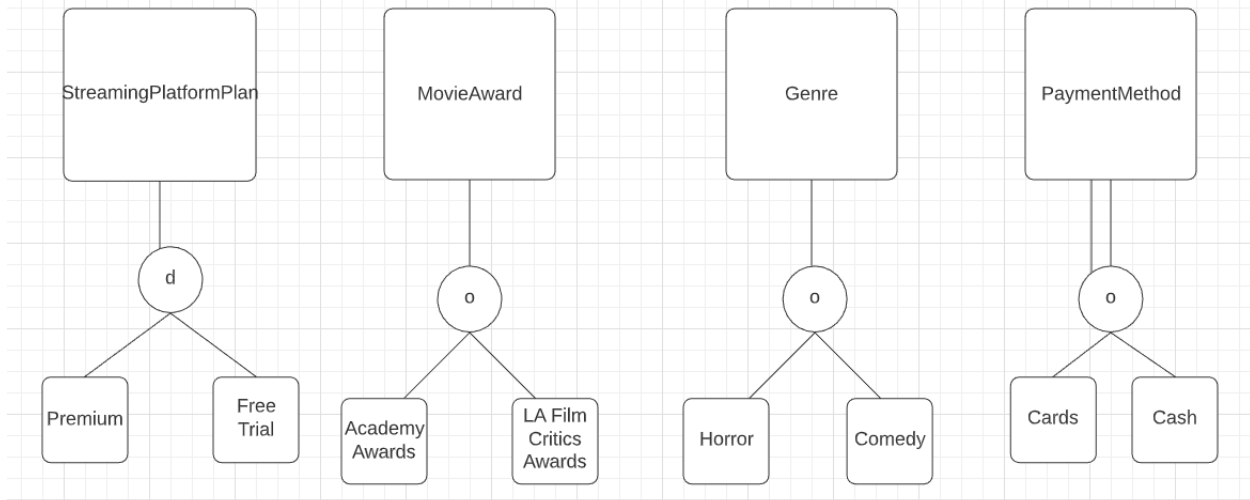 StreamingPlatformPlan
MovieAward
Genre
PaymentMethod
d
o
o
o
Premium
Free
Trial
Academy
Awards
LA Film
Critics
Awards
Horror
Comedy
Cards
Cash